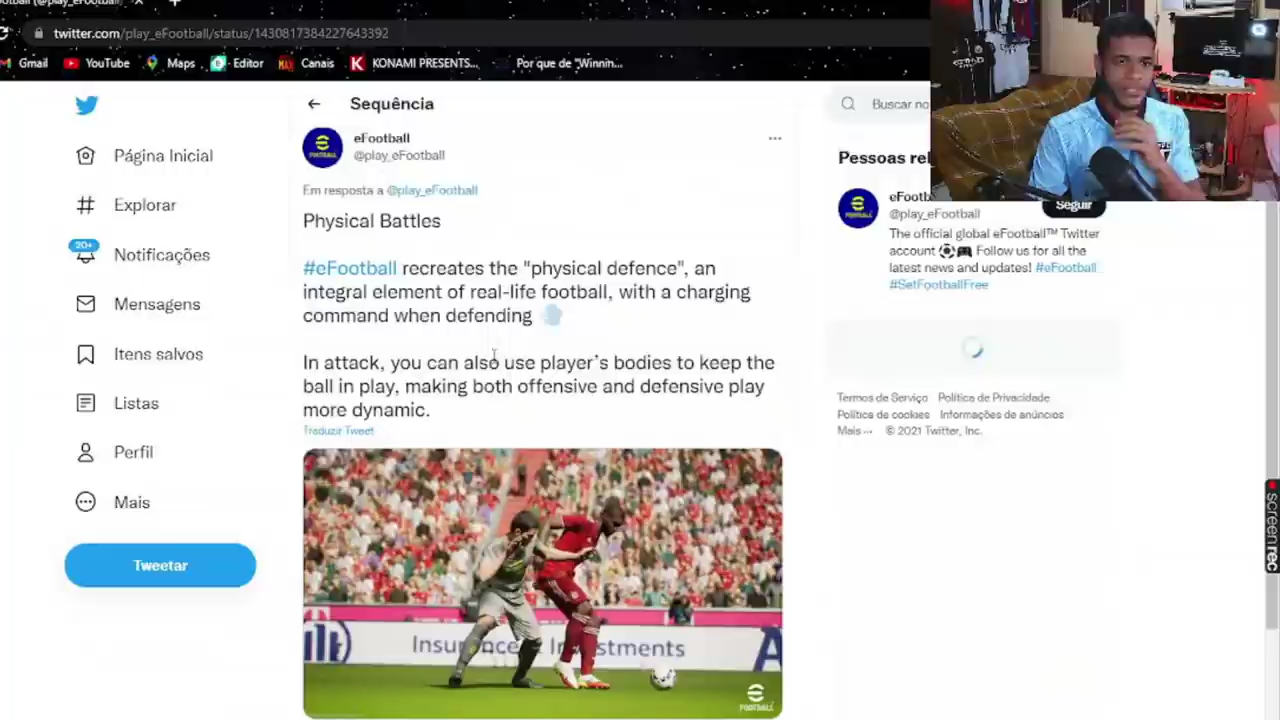 ootball (@play_eFootball)
twitter.com/play_eFootball/status/1430817384227643392
Gmail YouTube Maps Editor Canais KONAMI PRESENTS... Por que de "Winnin...
Sequência
eFootball
@play_eFootball
Em resposta a @play_eFootball
Physical Battles
#eFootball recreates the "physical defence", an
integral element of real-life football, with a charging
command when defending
In attack, you can also use player's bodies to keep the
ball in play, making both offensive and defensive play
more dynamic.
Traduzir Tweet
Insurance Investments
FOOTBALL
Página Inicial
Explorar
20+
Notificações
Mensagens
Itens salvos
Listas
Perfil
Mais
Tweetar
Buscar no
Pessoas rel
eFootb
@play_eFootball
Seguir
The official global eFootball™ Twitter
account Follow us for all the
latest news and updates! #eFootball
#SetFootballFree
Termos de Serviço Política de Privacidade
Política de cookies Informações de anúncios
Mais ··· © 2021 Twitter, Inc.
screenrec